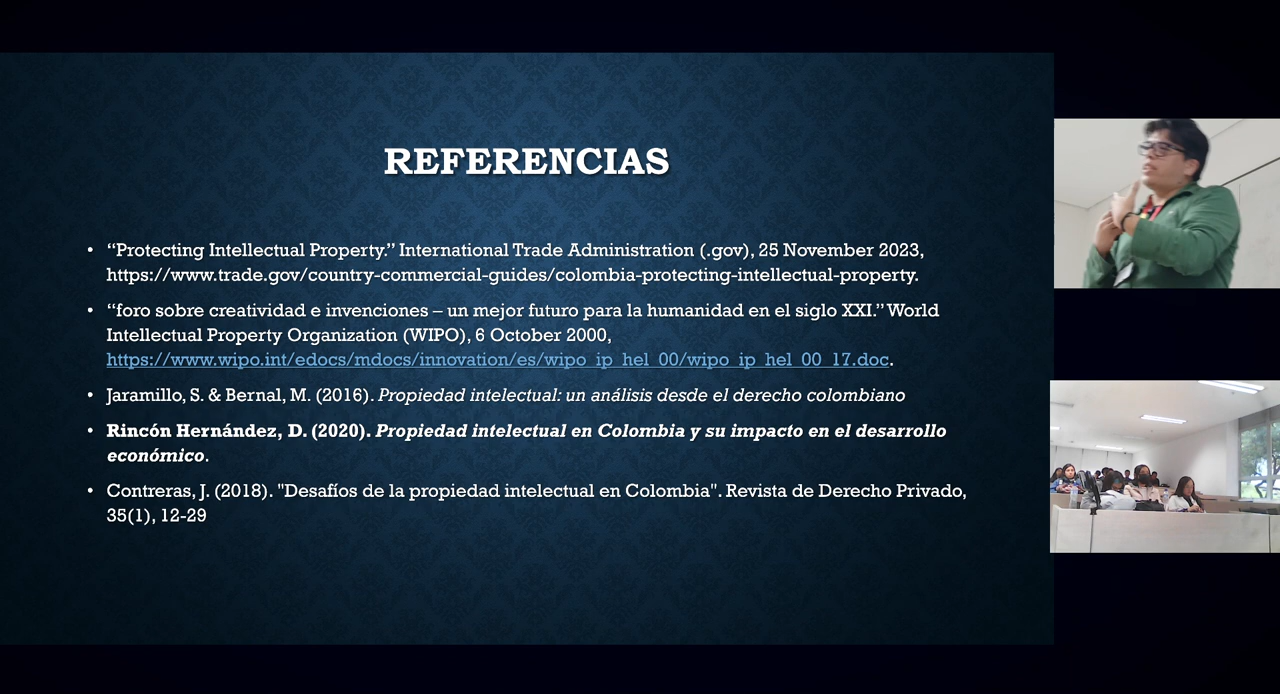 REFERENCIAS
• “Protecting Intellectual Property.” International Trade Administration (.gov), 25 November 2023,
https://www.trade.gov/country-commercial-guides/colombia-protecting-intellectual-property.
• “foro sobre creatividad e invenciones – un mejor futuro para la humanidad en el siglo XXI.” World
Intellectual Property Organization (WIPO), 6 October 2000,
https://www.wipo.int/edocs/mdocs/innovation/es/wipo_ip_hel_00/wipo_ip_hel_00_17.doc.
• Jaramillo, S. & Bernal, M. (2016). Propiedad intelectual: un análisis desde el derecho colombiano
• Rincón Hernández, D. (2020). Propiedad intelectual en Colombia y su impacto en el desarrollo
económico.
• Contreras, J. (2018). "Desafíos de la propiedad intelectual en Colombia". Revista de Derecho Privado,
35(1), 12-29